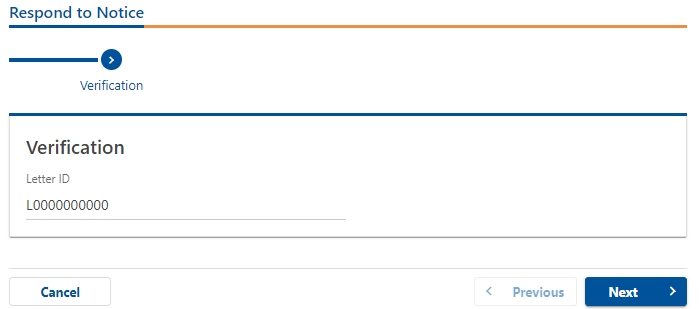 Respond to Notice
Verification
Verification
Letter ID
L0000000000
Cancel
Previous
Next